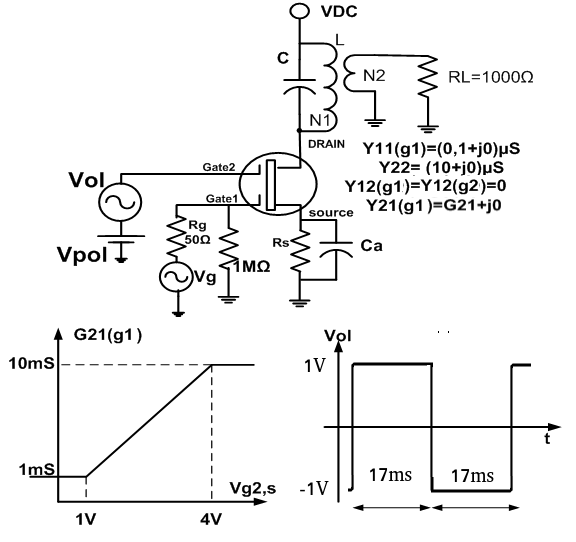 VDC
L
C
N2
RL=1000Ω
N1
DRAIN
Y11(g1)=(0,1+j0)µS
Gate2
Y22= (10+j0)µS
Vol
Y12(g1)=Y12(g2)=0
Gate1
Y21(g1)=G21+j0
source
Rg
50Ω
Rs
Ca
Vpol
Vg
1MΩ
G21(g1)
Vol
10mS
1V
t
1mS
17ms
17ms
-1V
Vg2,s
1V
4V